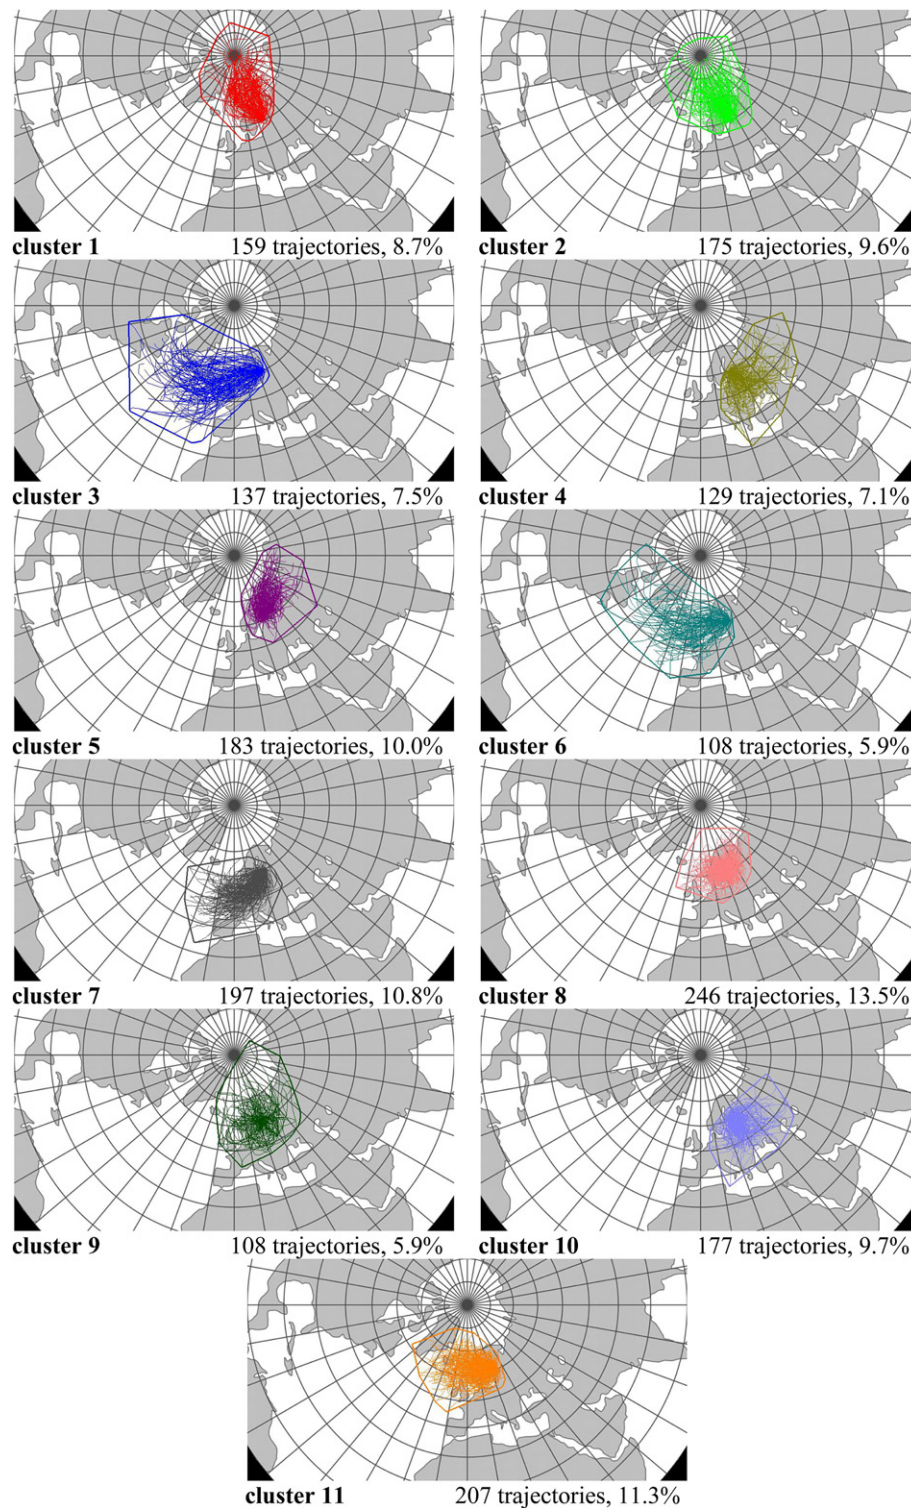 cluster 1 159 trajectories, 8.7%
cluster 2 175 trajectories, 9.6%
cluster 3 137 trajectories, 7.5%
cluster 4 129 trajectories, 7.1%
cluster 5 183 trajectories, 10.0%
cluster 6 108 trajectories, 5.9%
cluster 7 197 trajectories, 10.8%
cluster 8 246 trajectories, 13.5%
cluster 9 108 trajectories, 5.9%
cluster 10 177 trajectories, 9.7%
cluster 11 207 trajectories, 11.3%